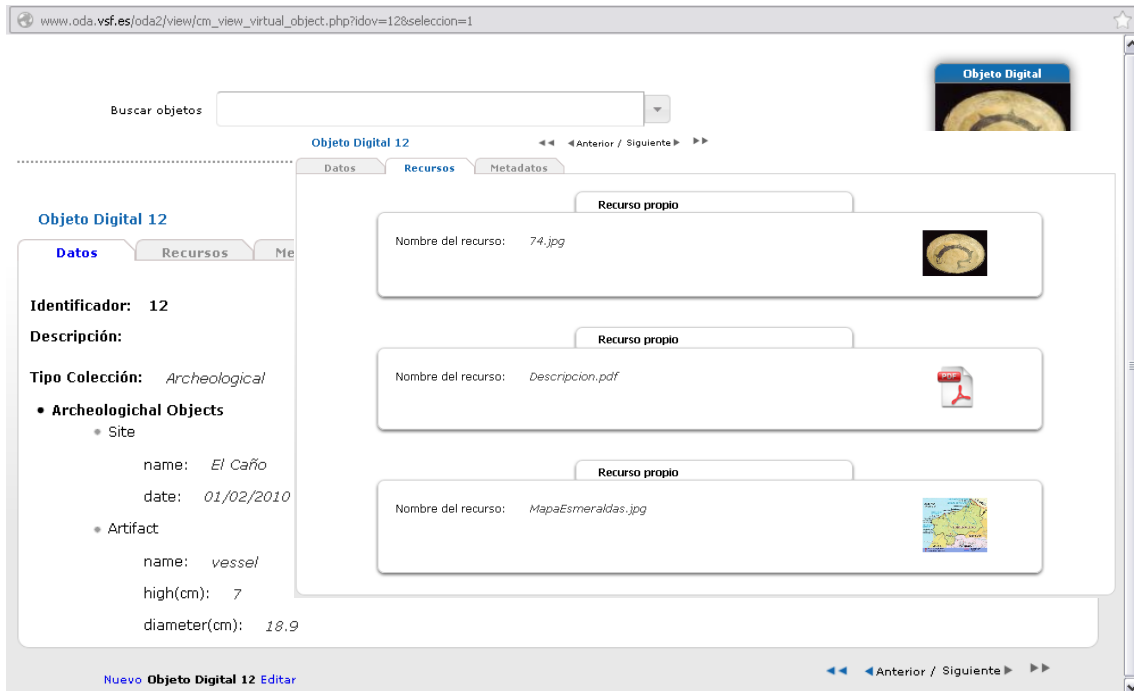 www.oda.vsf.es/oda2/view/cm_view_virtual_object.php?idov=12&seleccion=1
Objeto Digital
Buscar objetos
Objeto Digital 12
Anterior / Siguiente
Datos Recursos Metadatos
Recurso propio
Nombre del recurso: 74.jpg
Recurso propio
Nombre del recurso: Descripcion.pdf
PDF
Recurso propio
Nombre del recurso: MapaEsmeraldas.jpg
Objeto Digital 12
Datos Recursos Me
Identificador: 12
Descripción:
Tipo Colección: Archeological
• Archeologichal Objects
• Site
name: El Caño
date: 01/02/2010
• Artifact
name: vessel
high(cm): 7
diameter(cm): 18.9
Anterior / Siguiente
Nuevo Objeto Digital 12 Editar